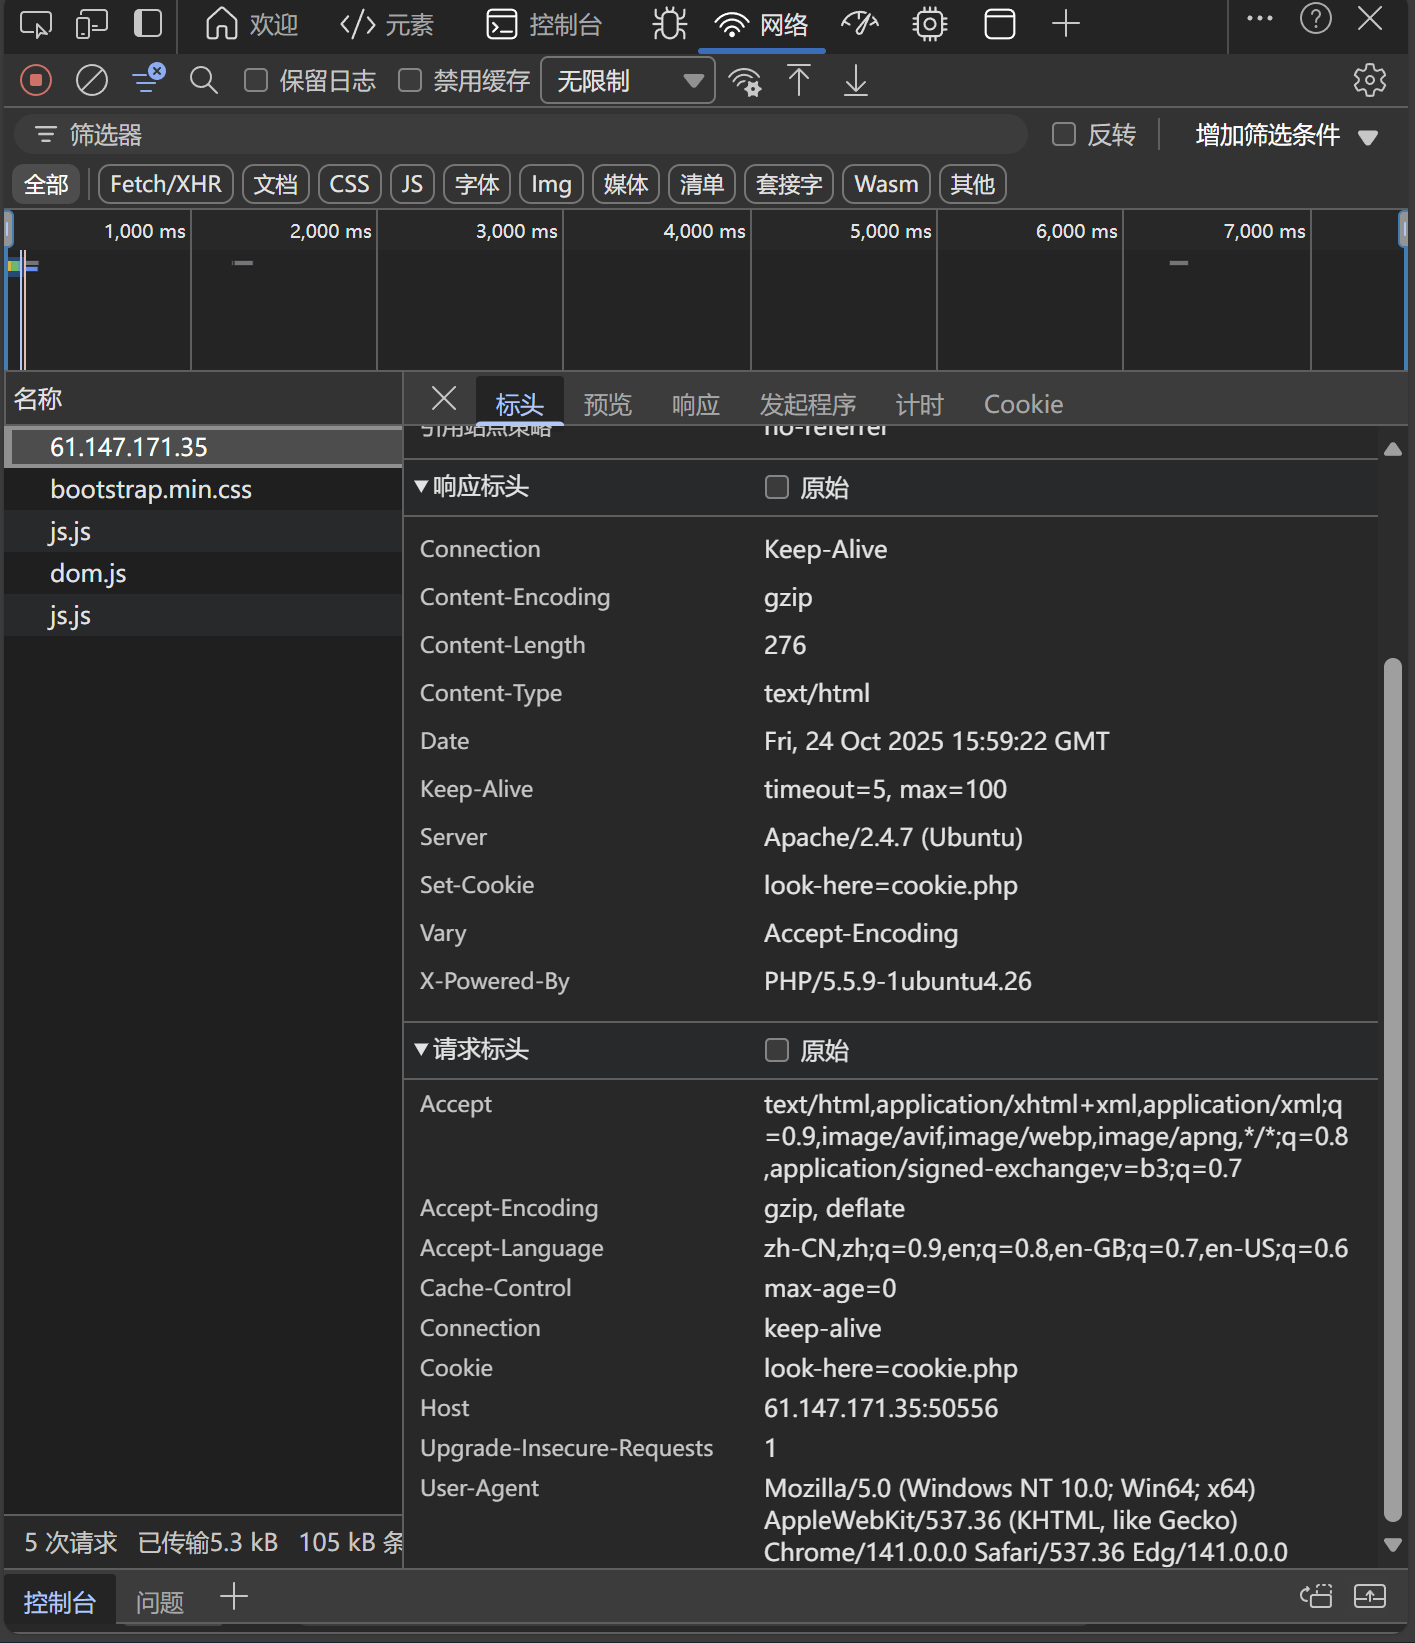 欢迎 元素 控制台 网络
保留日志 禁用缓存 无限制
筛选器 反转 增加筛选条件
全部 Fetch/XHR 文档 CSS JS 字体 Img 媒体 清单 套接字 Wasm 其他
1,000 ms 2,000 ms 3,000 ms 4,000 ms 5,000 ms 6,000 ms 7,000 ms
名称
61.147.171.35
bootstrap.min.css
js.js
dom.js
js.js
标头 预览 响应 发起程序 计时 Cookie
引用站点策略 no-referrer
响应标头 原始
Connection Keep-Alive
Content-Encoding gzip
Content-Length 276
Content-Type text/html
Date Fri, 24 Oct 2025 15:59:22 GMT
Keep-Alive timeout=5, max=100
Server Apache/2.4.7 (Ubuntu)
Set-Cookie look-here=cookie.php
Vary Accept-Encoding
X-Powered-By PHP/5.5.9-1ubuntu4.26
请求标头 原始
Accept text/html,application/xhtml+xml,application/xml;q
=0.9,image/avif,image/webp,image/apng,*/*;q=0.8
,application/signed-exchange;v=b3;q=0.7
Accept-Encoding gzip, deflate
Accept-Language zh-CN,zh;q=0.9,en;q=0.8,en-GB;q=0.7,en-US;q=0.6
Cache-Control max-age=0
Connection keep-alive
Cookie look-here=cookie.php
Host 61.147.171.35:50556
Upgrade-Insecure-Requests 1
User-Agent Mozilla/5.0 (Windows NT 10.0; Win64; x64)
AppleWebKit/537.36 (KHTML, like Gecko)
Chrome/141.0.0.0 Safari/537.36 Edg/141.0.0.0
5 次请求 已传输5.3 kB 105 kB 条
控制台 问题